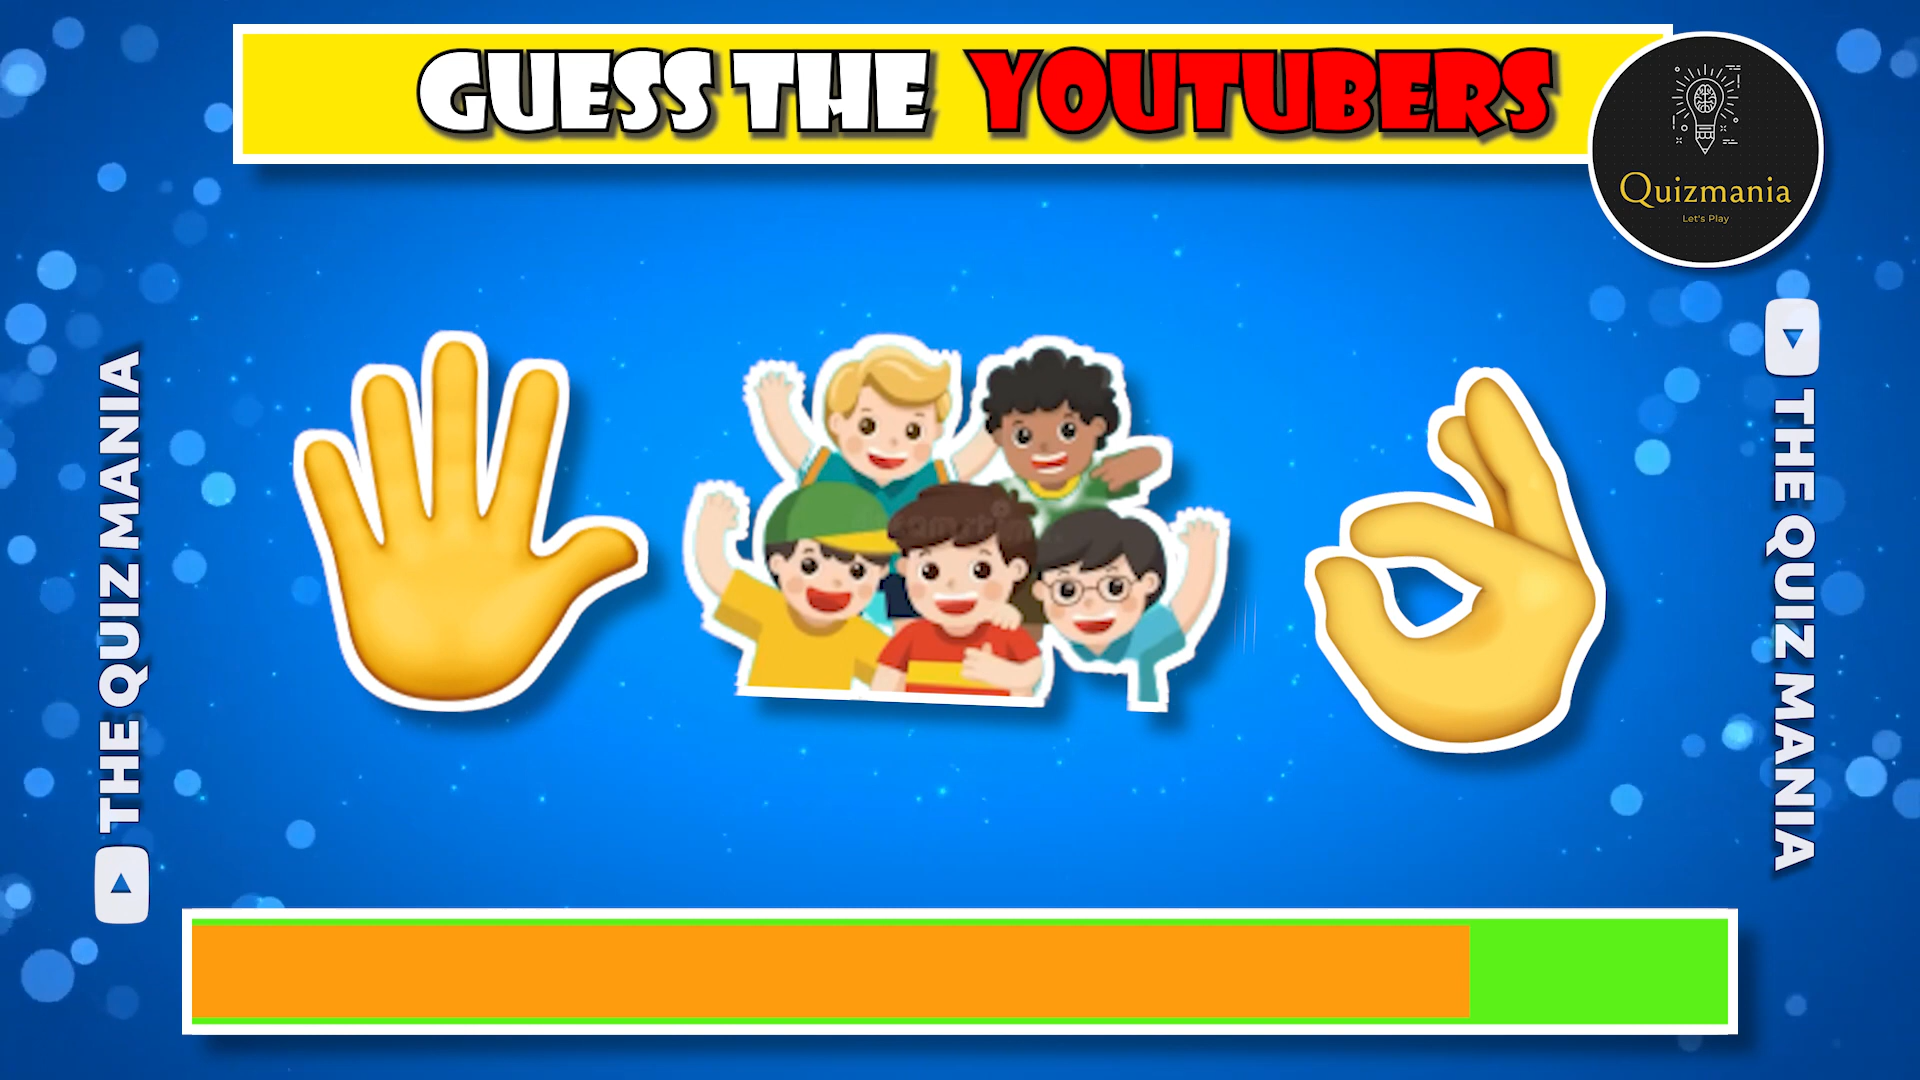 GUESS THE YOUTUBERS
Quizmania
Let's Play
THE QUIZ MANIA
THE QUIZ MANIA